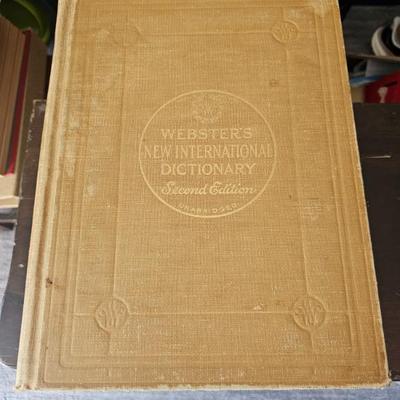 WEBSTER'S
NEW INTERNATIONAL
DICTIONARY
Second Edition
UNABRIDGED